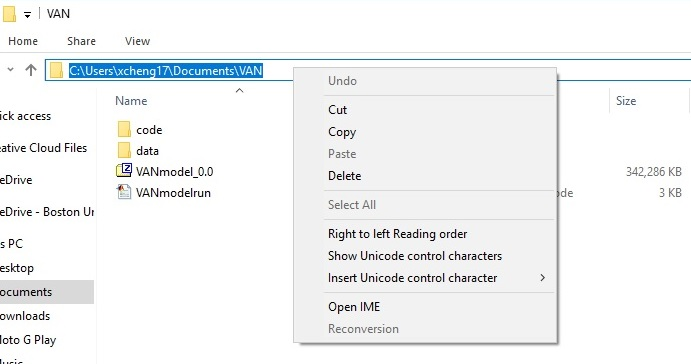 VAN
Home Share View
C:\Users\xcheng17\Documents\VAN
Undo
Cut
Copy
Paste
Delete
Select All
Right to left Reading order
Show Unicode control characters
Insert Unicode control character
Open IME
Reconversion
Name Size
code
data
VANmodel_0.0 342,286 KB
VANmodelrun ode 3 KB
ick access
eative Cloud Files
eDrive
eDrive - Boston Un
s PC
esktop
ocuments
ownloads
oto G Play